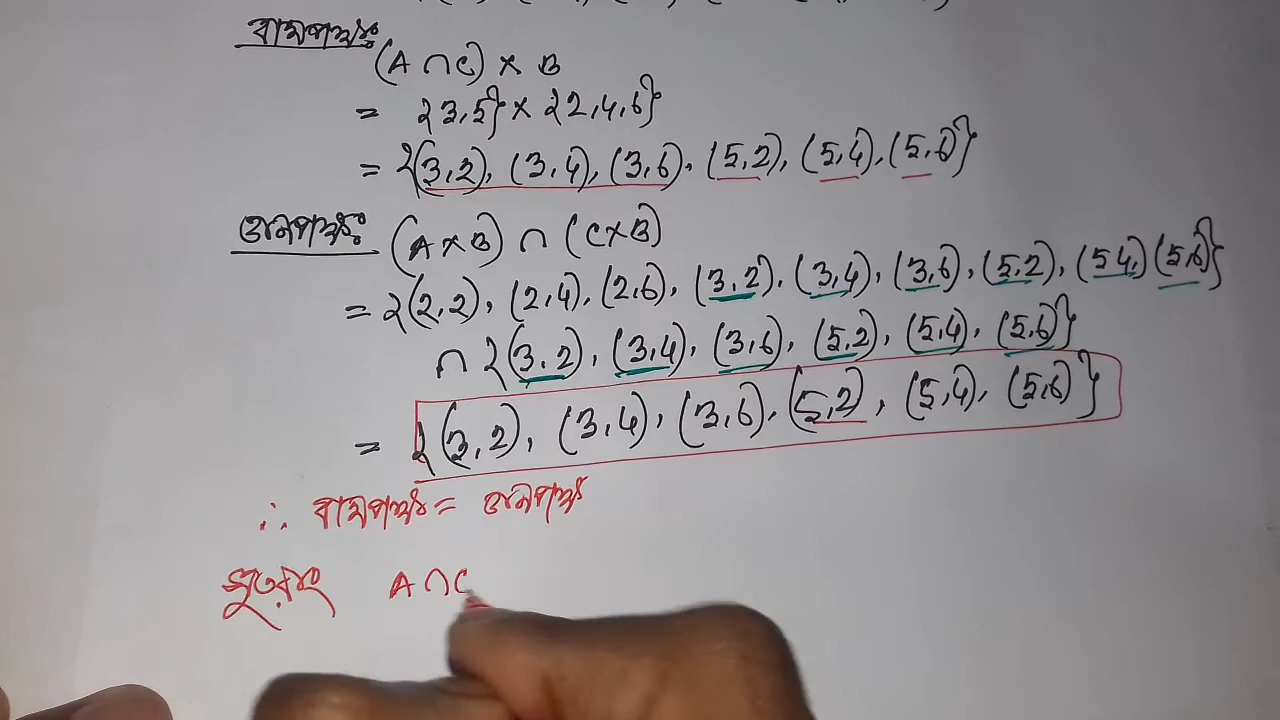 বামপক্ষঃ
(A ∩ C) × B
= {3,5} × {2,4,6}
= {(3,2), (3,4), (3,6), (5,2), (5,4), (5,6)}
ডানপক্ষঃ (A×B) ∩ (C×B)
= {(2,2), (2,4), (2,6), (3,2), (3,4), (3,6), (5,2), (5 4,) (5,6)}
∩ {(3,2), (3,4), (3,6), (5,2), (5,4), (5,6)}
= {(3,2), (3,4), (3,6), (5,2), (5,4), (5,6)}
∴ বামপক্ষ = ডানপক্ষ
সুতরাং A ∩ C